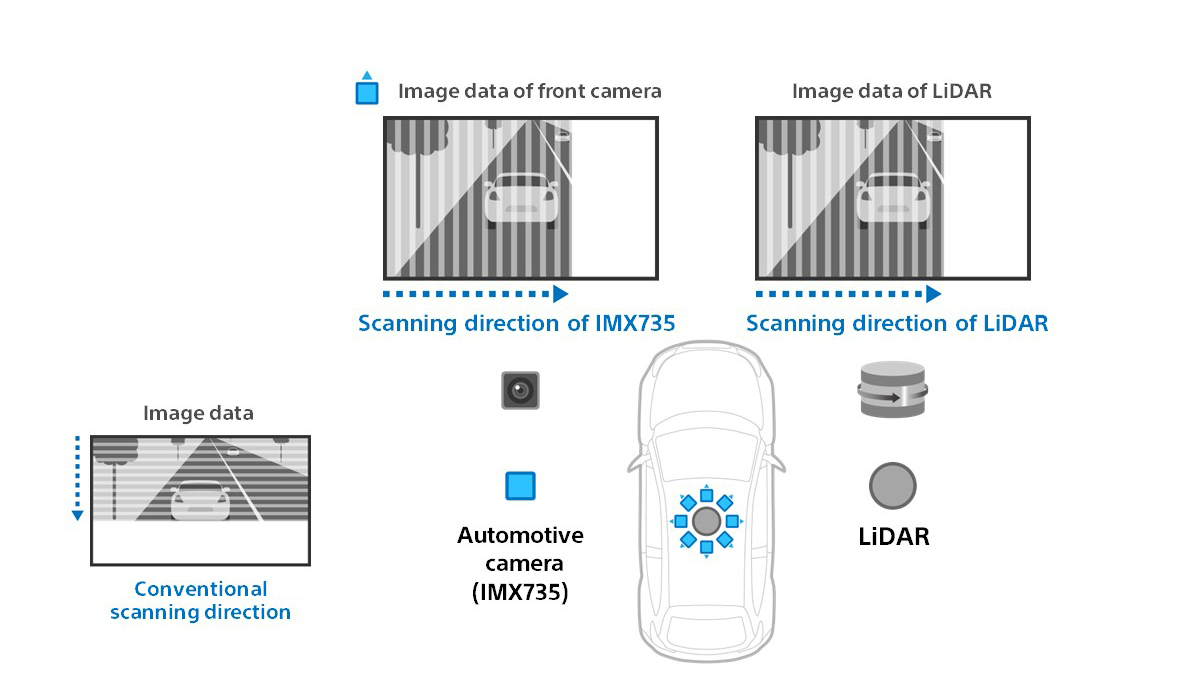 Image data of front camera
Image data of LiDAR
Scanning direction of IMX735
Scanning direction of LiDAR
Image data
Conventional
scanning direction
Automotive
camera
(IMX735)
LiDAR